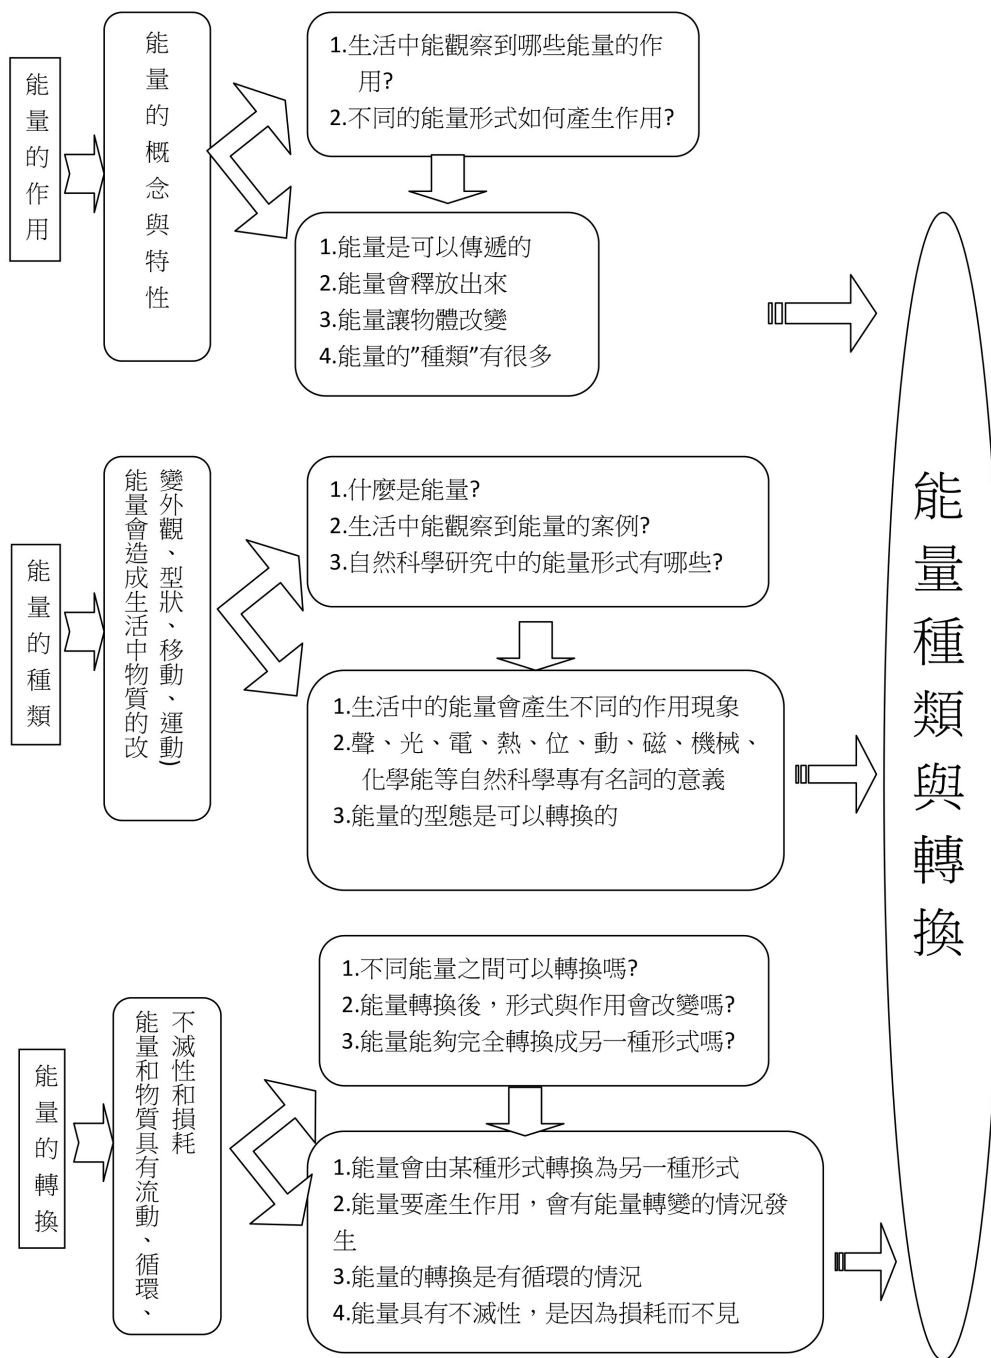 能量的作用
能量的概念與特性
1.生活中能觀察到哪些能量的作
用?
2.不同的能量形式如何產生作用?
1.能量是可以傳遞的
2.能量會釋放出來
3.能量讓物體改變
4.能量的”種類”有很多
能量的種類
能量會造成生活中物質的改
變外觀、型狀、移動、運動)
1.什麼是能量?
2.生活中能觀察到能量的案例?
3.自然科學研究中的能量形式有哪些?
1.生活中的能量會產生不同的作用現象
2.聲、光、電、熱、位、動、磁、機械、
化學能等自然科學專有名詞的意義
3.能量的型態是可以轉換的
能量的轉換
能量和物質具有流動、循環、
不滅性和損耗
1.不同能量之間可以轉換嗎?
2.能量轉換後，形式與作用會改變嗎?
3.能量能夠完全轉換成另一種形式嗎?
1.能量會由某種形式轉換為另一種形式
2.能量要產生作用，會有能量轉變的情況發
生
3.能量的轉換是有循環的情況
4.能量具有不滅性，是因為損耗而不見
能量種類與轉換